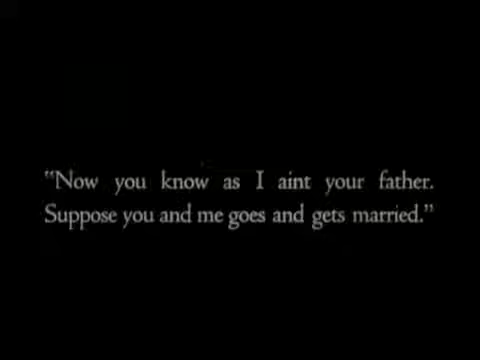 “Now you know as I aint your father.
Suppose you and me goes and gets married.”